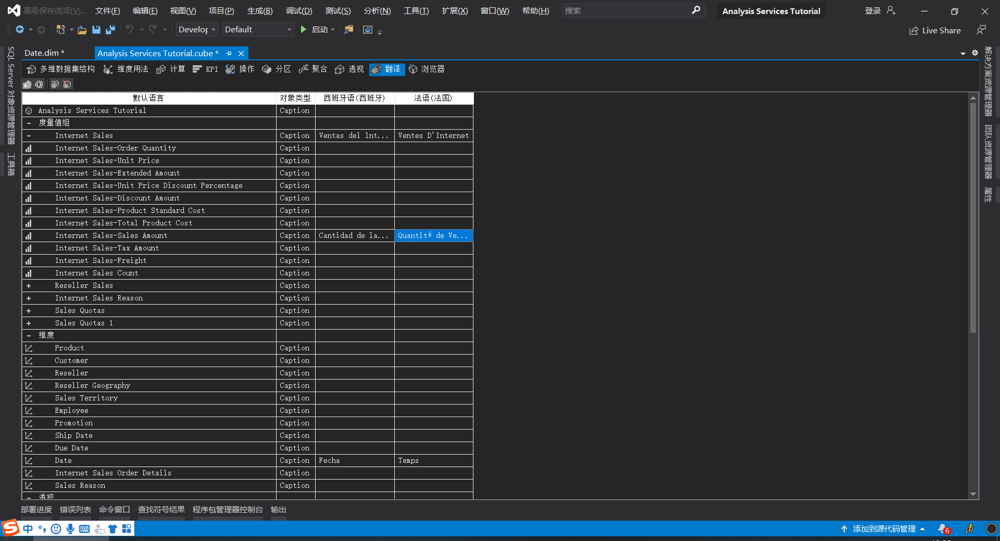 高级保存选项(V)... 文件(F) 编辑(E) 视图(V) 项目(P) 生成(B) 调试(D) 测试(S) 分析(N) 工具(T) 扩展(X) 窗口(W) 帮助(H) 搜索 Analysis Services Tutorial 登录
Develop Default 启动 Live Share
Date.dim * Analysis Services Tutorial.cube *
多维数据集结构 维度用法 计算 KPI 操作 分区 聚合 透视 翻译 浏览器
SQL Server 对象资源管理器
工具箱
解决方案资源管理器
团队资源管理器
属性
默认语言 对象类型 西班牙语(西班牙) 法语(法国)
Analysis Services Tutorial Caption
- 度量值组
- Internet Sales Caption Ventas del lnt... Ventes D'Internet
Internet Sales-Order Quantity Caption
Internet Sales-Unit Price Caption
Internet Sales-Extended Amount Caption
Internet Sales-Unit Price Discount Percentage Caption
Internet Sales-Discount Amount Caption
Internet Sales-Product Standard Cost Caption
Internet Sales-Total Product Cost Caption
Internet Sales-Sales Amount Caption Cantidad de la... Quantité de Ve...
Internet Sales-Tax Amount Caption
Internet Sales-Freight Caption
Internet Sales Count Caption
+ Reseller Sales Caption
+ Internet Sales Reason Caption
+ Sales Quotas Caption
+ Sales Quotas 1 Caption
- 维度
Product Caption
Customer Caption
Reseller Caption
Reseller Geography Caption
Sales Territory Caption
Employee Caption
Promotion Caption
Ship Date Caption
Due Date Caption
Date Caption Fecha Temps
Internet Sales Order Details Caption
Sales Reason Caption
- 透视
部署进度 错误列表 命令窗口 查找符号结果 程序包管理器控制台 输出
中 添加到源代码管理 6